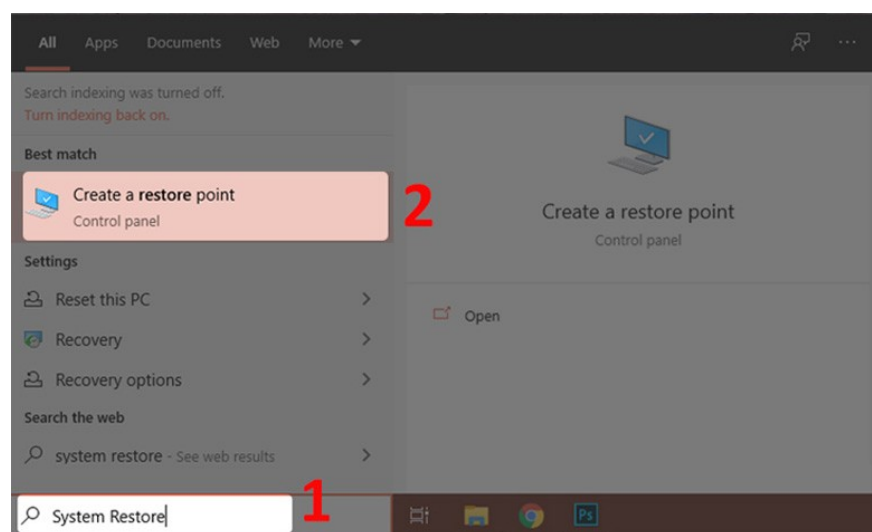 All Apps Documents Web More
Search indexing was turned off.
Turn indexing back on.
Best match
Create a restore point
Control panel
2
Settings
Reset this PC
Recovery
Recovery options
Search the web
system restore - See web results
System Restore
1
Create a restore point
Control panel
Open
Ps